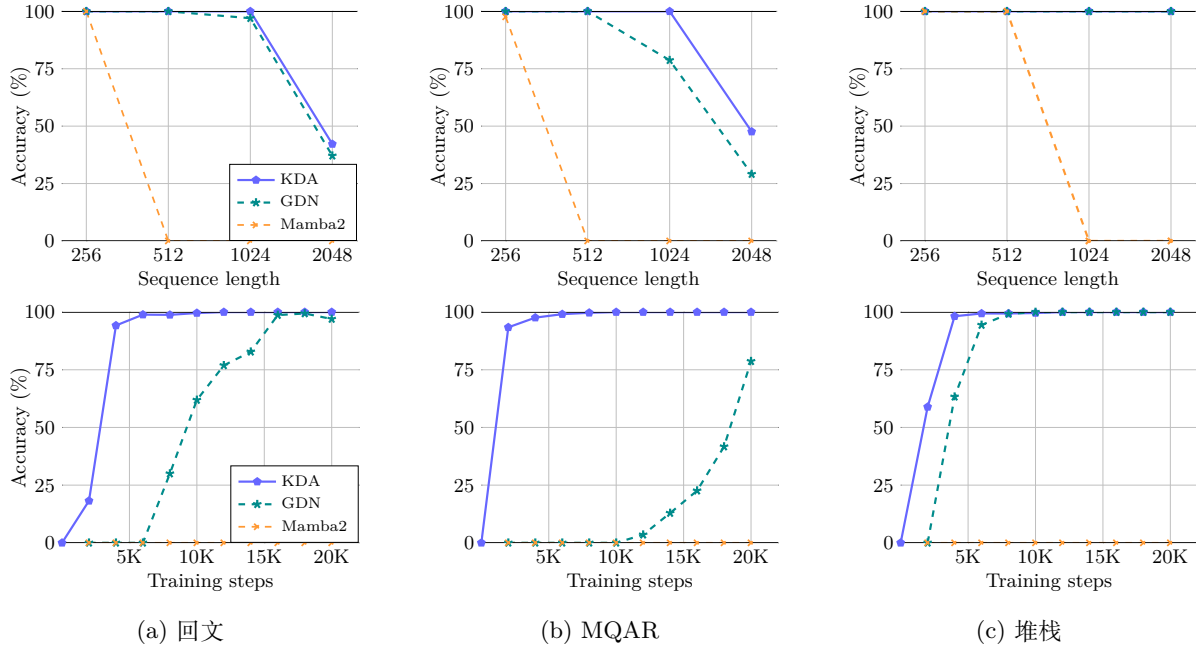 100
75
50
25
0
Accuracy (%)
256 512 1024 2048
Sequence length
KDA
GDN
Mamba2
100
75
50
25
0
Accuracy (%)
256 512 1024 2048
Sequence length
100
75
50
25
0
Accuracy (%)
256 512 1024 2048
Sequence length
100
75
50
25
0
Accuracy (%)
5K 10K 15K 20K
Training steps
KDA
GDN
Mamba2
100
75
50
25
0
Accuracy (%)
5K 10K 15K 20K
Training steps
100
75
50
25
0
Accuracy (%)
5K 10K 15K 20K
Training steps
(a) 回文
(b) MQAR
(c) 堆栈